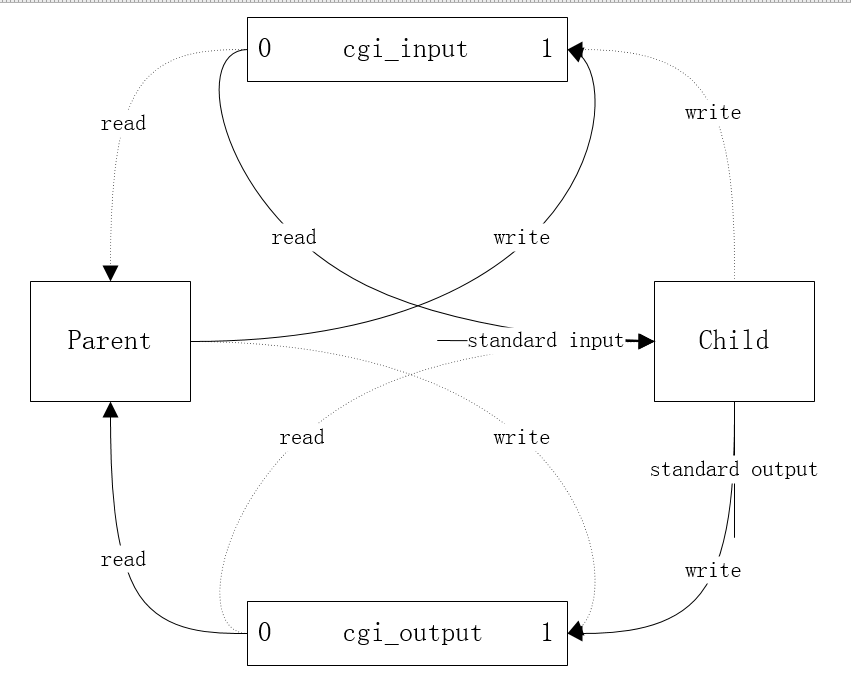 0 cgi_input 1
read
write
read
write
Parent
standard input
Child
read
write
standard output
read
write
0 cgi_output 1